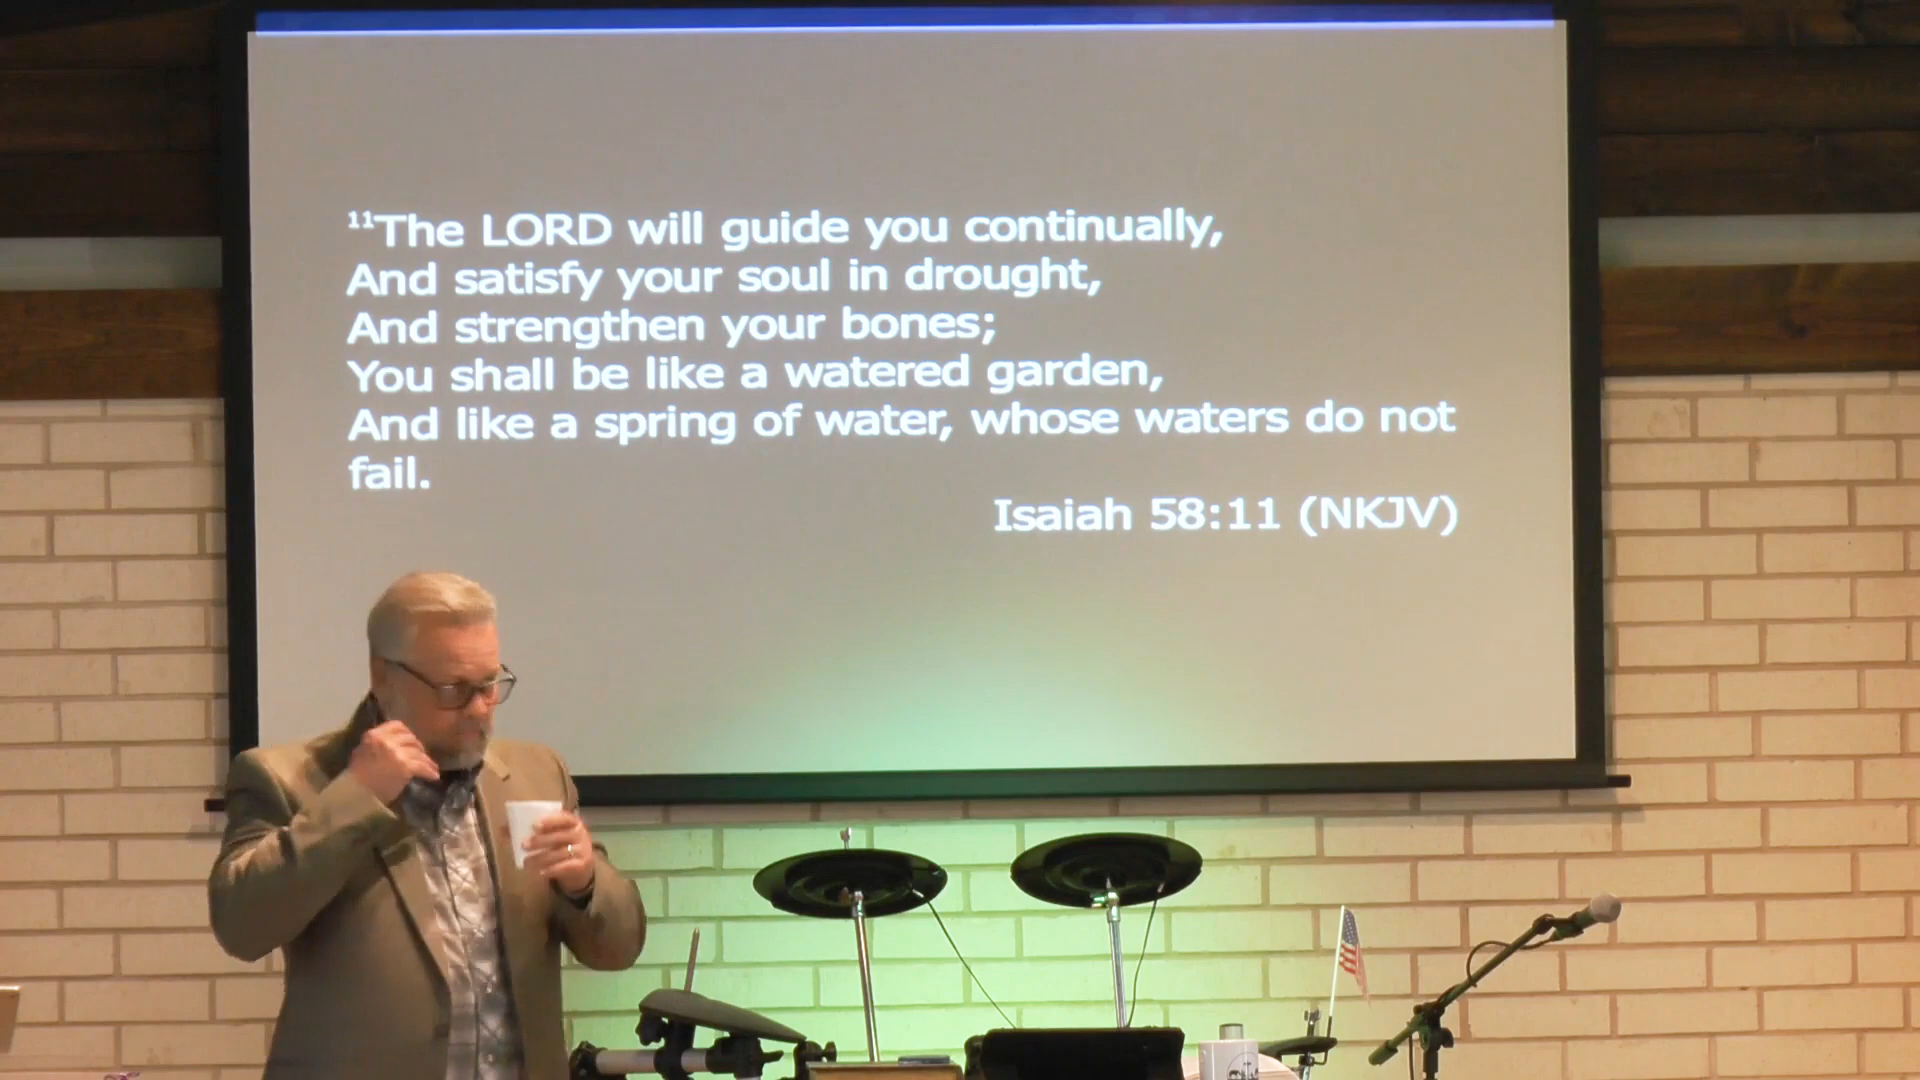 ¹¹The LORD will guide you continually,
And satisfy your soul in drought,
And strengthen your bones;
You shall be like a watered garden,
And like a spring of water, whose waters do not
fail.
Isaiah 58:11 (NKJV)